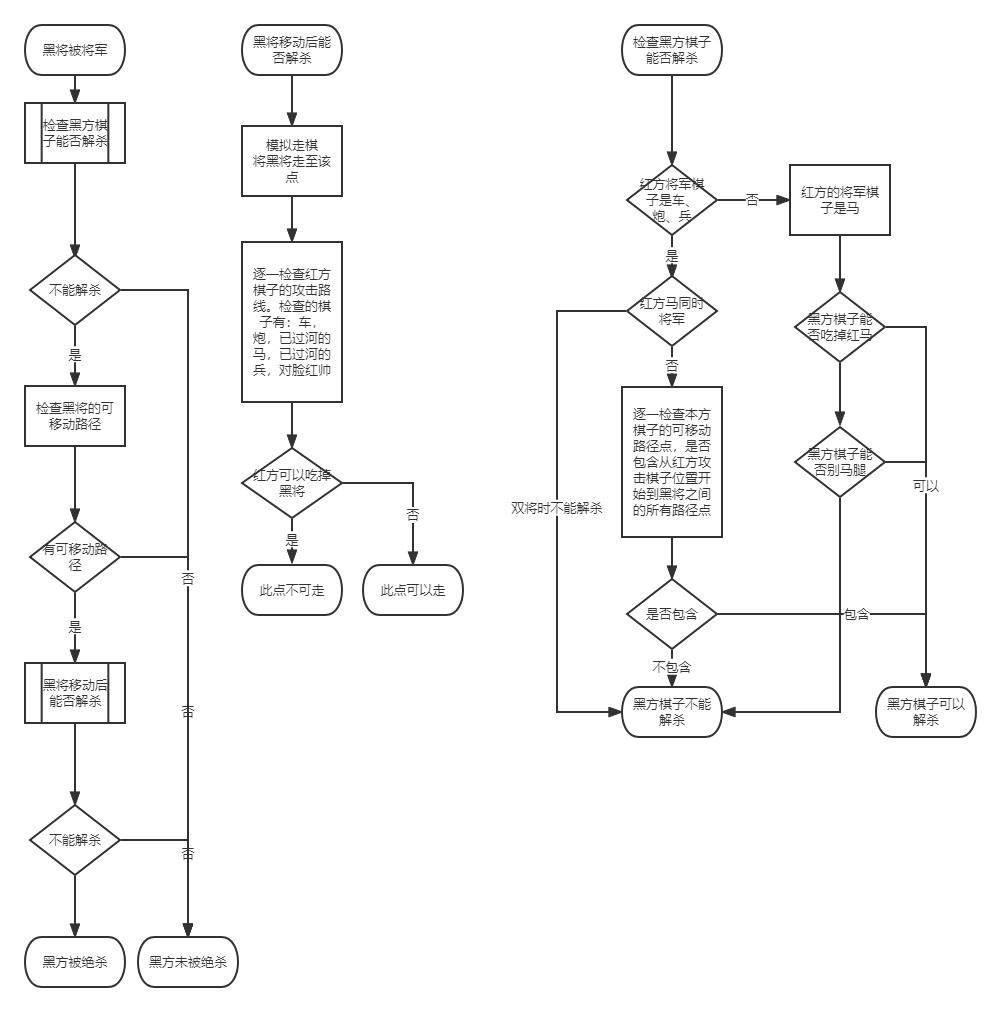 黑将被将军
检查黑方棋
子能否解杀
不能解杀
是
检查黑将的可
移动路径
有可移动路
径
否
是
黑将移动后
能否解杀
否
不能解杀
否
黑方被绝杀
黑方未被绝杀
黑将移动后能
否解杀
模拟走棋
将黑将走至该
点
逐一检查红方
棋子的攻击路
线。检查的棋
子有：车，
炮，已过河的
马，已过河的
兵，对脸红帅
红方可以吃掉
黑将
是
否
此点不可走
此点可以走
检查黑方棋子
能否解杀
红方将军棋
子是车、
炮、兵
否
红方的将军棋
子是马
是
红方马同时
将军
黑方棋子能
否吃掉红马
否
逐一检查本方
棋子的可移动
路径点，是否
包含从红方攻
击棋子位置开
始到黑将之间
的所有路径点
黑方棋子能
否别马腿
可以
双将时不能解杀
是否包含
包含
不包含
黑方棋子不能
解杀
黑方棋子可以
解杀